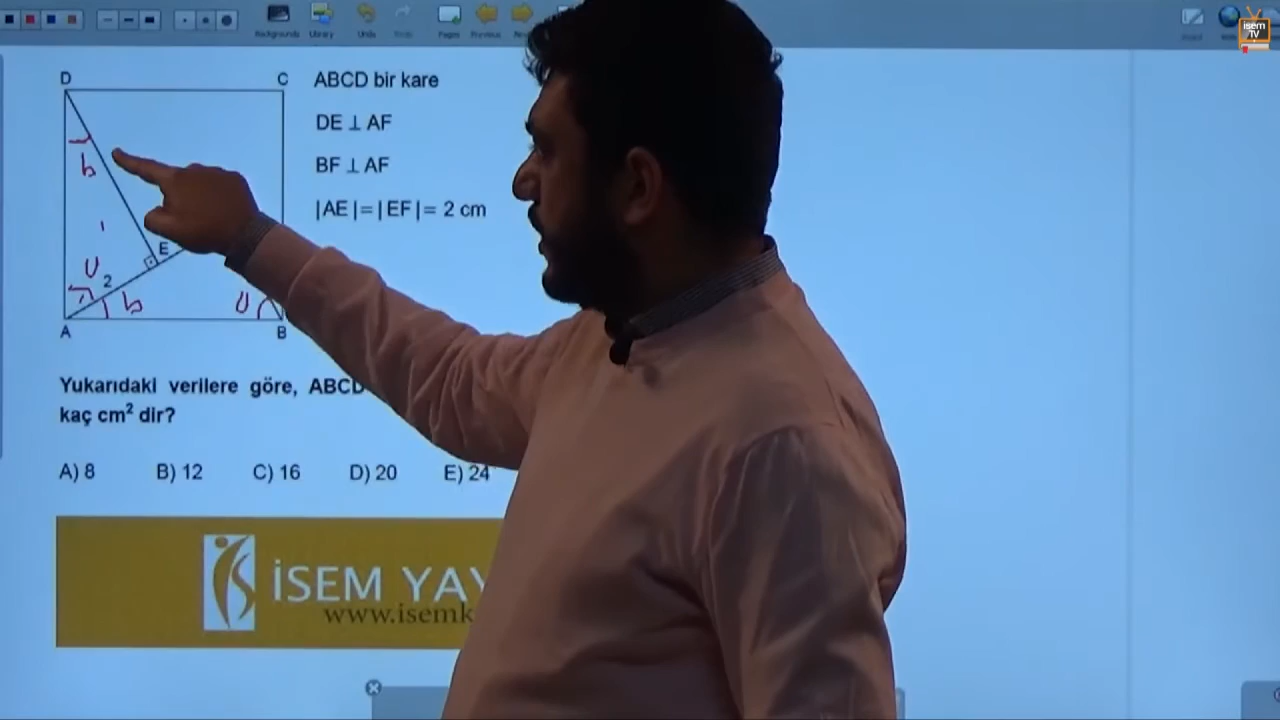 Backgrounds
Library
Undo
Pages
Previous
isem
TV
D
C
ABCD bir kare
DE ⊥ AF
BF ⊥ AF
|AE|=|EF|= 2 cm
b
E
2
b
A
B
Yukarıdaki verilere göre, ABCD
kaç cm² dir?
A) 8 B) 12 C) 16 D) 20 E) 24
İSEM YAY
www.isemk